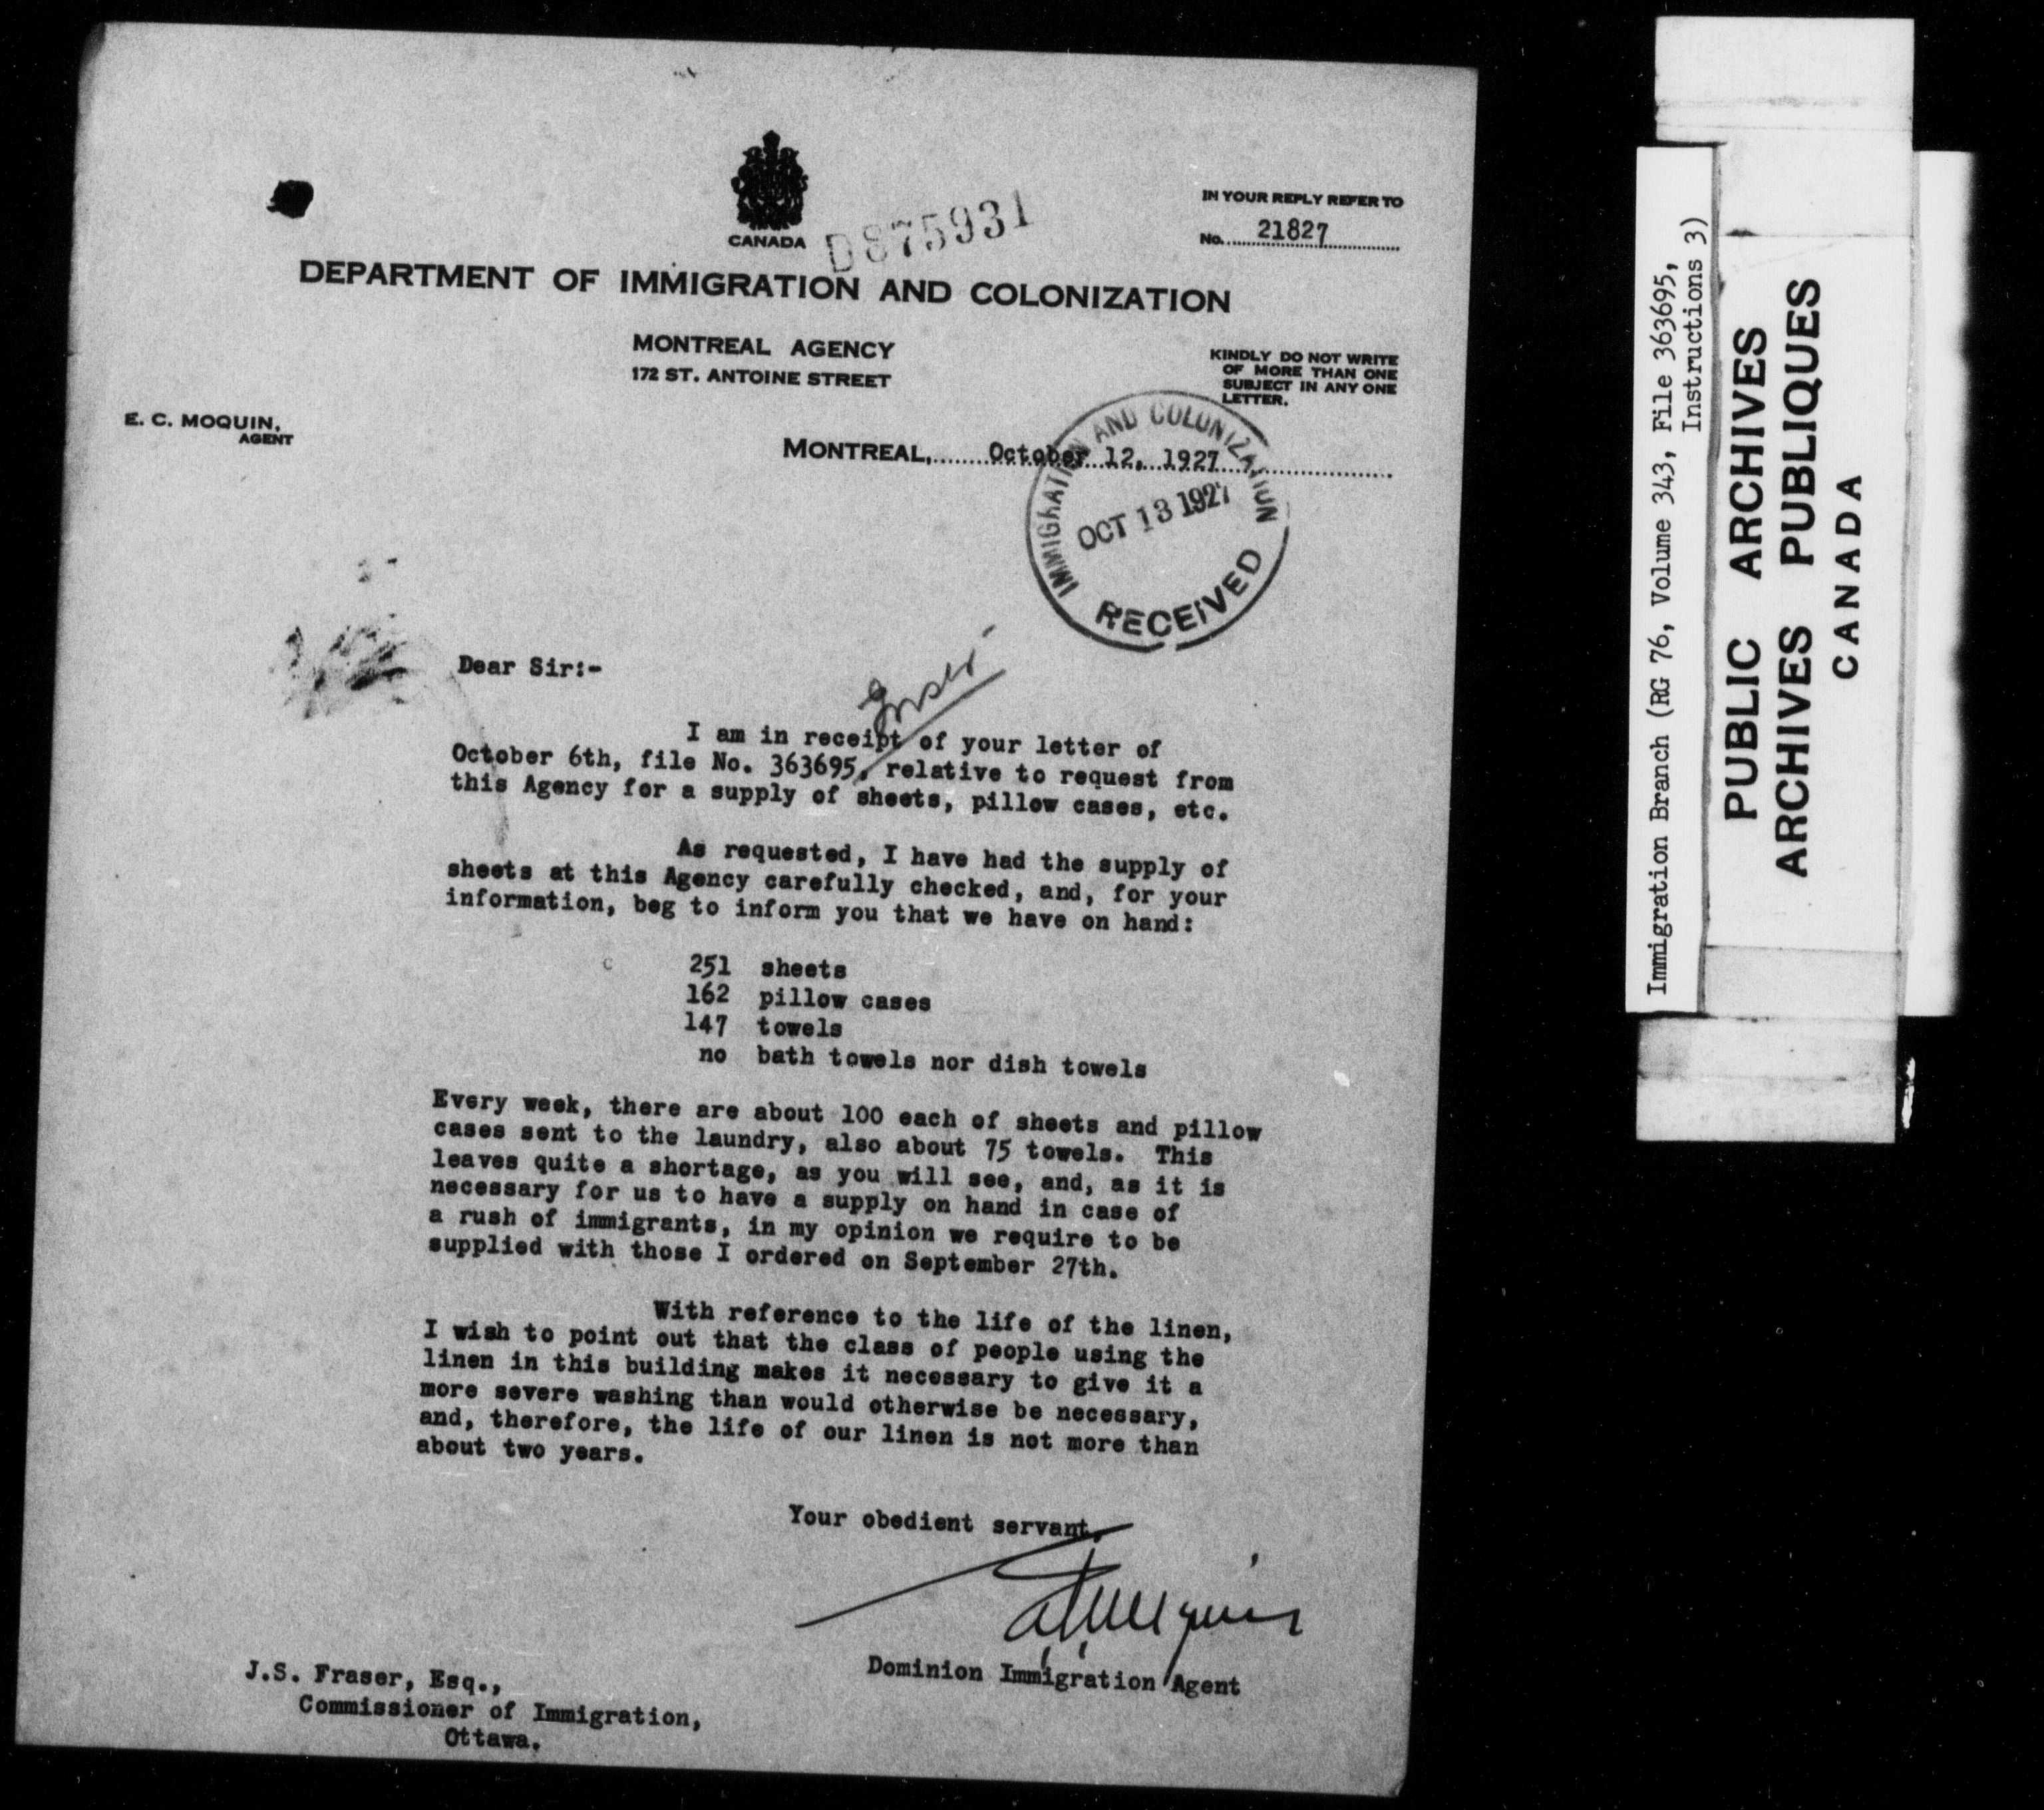 CANADA
D875931
IN YOUR REPLY REFER TO
No. 21827
DEPARTMENT OF IMMIGRATION AND COLONIZATION
MONTREAL AGENCY
172 ST. ANTOINE STREET
KINDLY DO NOT WRITE
OF MORE THAN ONE
SUBJECT IN ANY ONE
LETTER.
E. C. MOQUIN,
AGENT
MONTREAL, October 12, 1927
IMMIGRATION AND COLONIZATION
OCT 13 1927
RECEIVED
Dear Sir:-
I am in receipt of your letter of
October 6th, file No. 363695, relative to request from
this Agency for a supply of sheets, pillow cases, etc.
As requested, I have had the supply of
sheets at this Agency carefully checked, and, for your
information, beg to inform you that we have on hand:
251 sheets
162 pillow cases
147 towels
no bath towels nor dish towels
Every week, there are about 100 each of sheets and pillow
cases sent to the laundry, also about 75 towels. This
leaves quite a shortage, as you will see, and, as it is
necessary for us to have a supply on hand in case of
a rush of immigrants, in my opinion we require to be
supplied with those I ordered on September 27th.
With reference to the life of the linen,
I wish to point out that the class of people using the
linen in this building makes it necessary to give it a
more severe washing than would otherwise be necessary,
and, therefore, the life of our linen is not more than
about two years.
Your obedient servant,
Dominion Immigration Agent
J.S. Fraser, Esq.,
Commissioner of Immigration,
Ottawa.
Immigration Branch (RG 76, Volume 343, File 363695,
Instructions 3)
PUBLIC ARCHIVES
ARCHIVES PUBLIQUES
CANADA